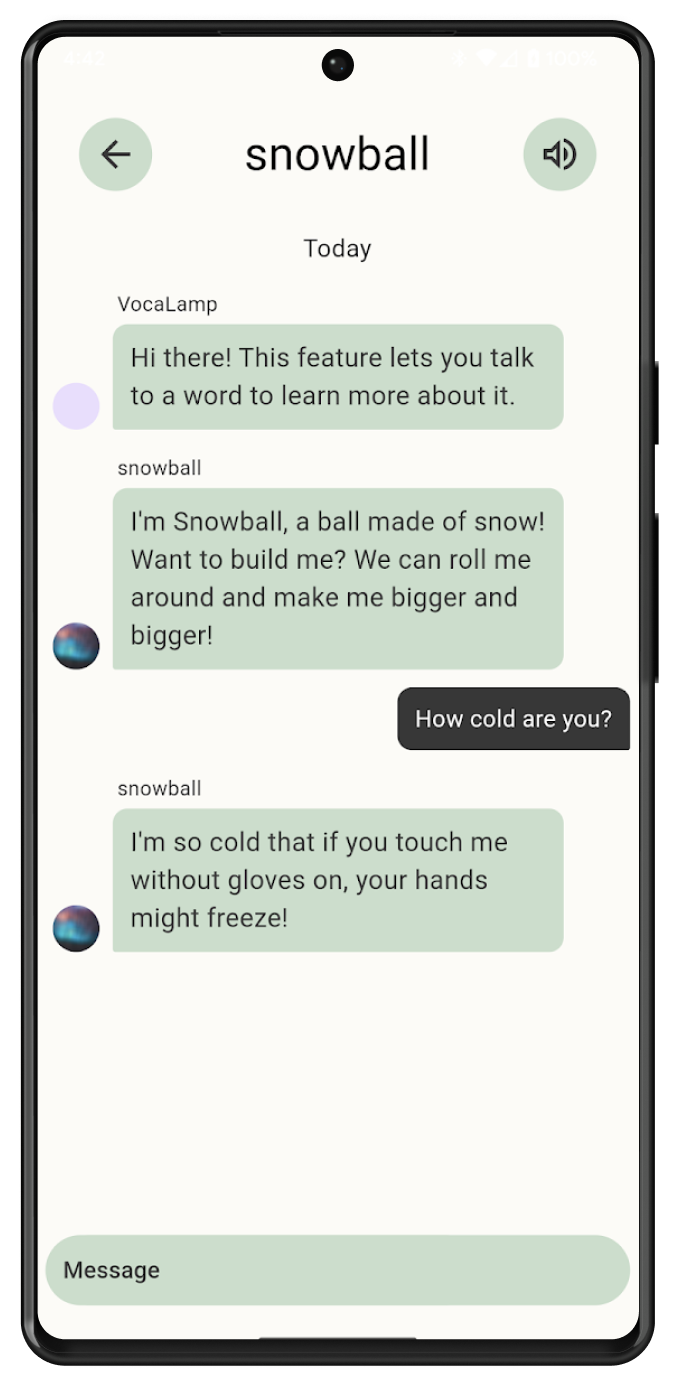 4:42 100%
snowball
Today
VocaLamp
Hi there! This feature lets you talk
to a word to learn more about it.
snowball
I'm Snowball, a ball made of snow!
Want to build me? We can roll me
around and make me bigger and
bigger!
How cold are you?
snowball
I'm so cold that if you touch me
without gloves on, your hands
might freeze!
Message